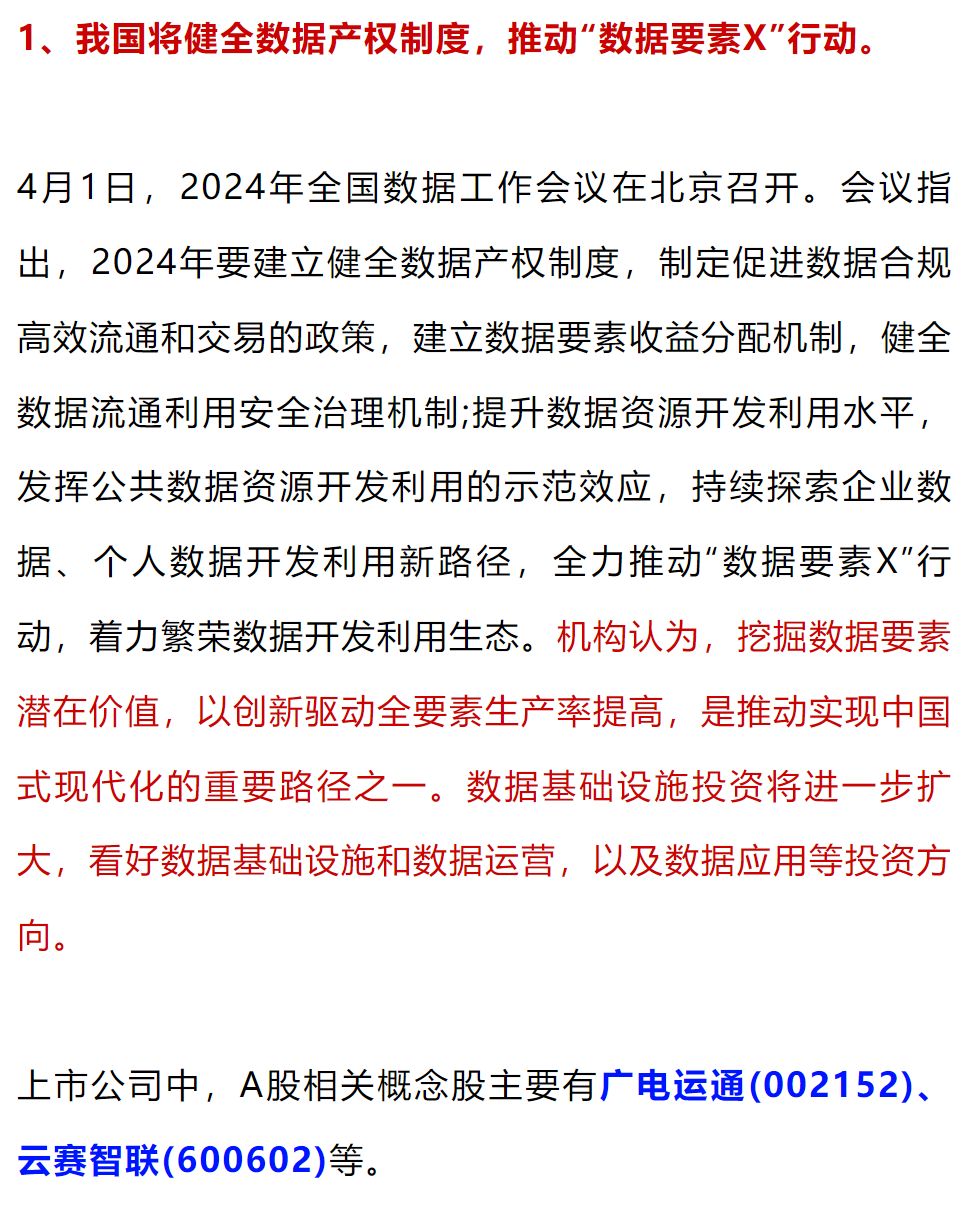 1、我国将健全数据产权制度，推动“数据要素X”行动。
4月1日，2024年全国数据工作会议在北京召开。会议指
出，2024年要建立健全数据产权制度，制定促进数据合规
高效流通和交易的政策，建立数据要素收益分配机制，健全
数据流通利用安全治理机制;提升数据资源开发利用水平，
发挥公共数据资源开发利用的示范效应，持续探索企业数
据、个人数据开发利用新路径，全力推动“数据要素X”行
动，着力繁荣数据开发利用生态。机构认为，挖掘数据要素
潜在价值，以创新驱动全要素生产率提高，是推动实现中国
式现代化的重要路径之一。数据基础设施投资将进一步扩
大，看好数据基础设施和数据运营，以及数据应用等投资方
向。
上市公司中，A股相关概念股主要有广电运通(002152)、
云赛智联(600602)等。